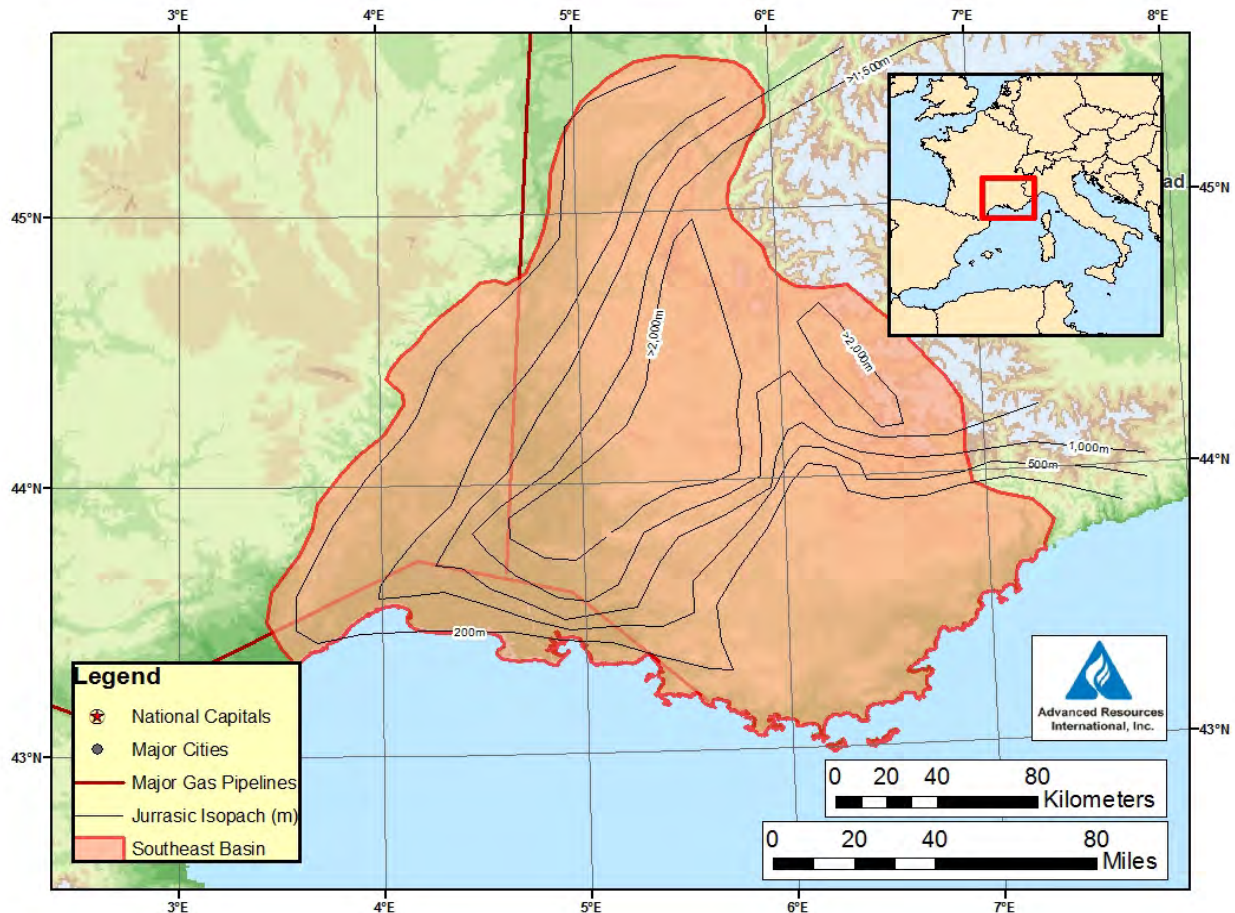 3°E
4°E
5°E
6°E
7°E
8°E
>1,500m
ad
45°N
45°N
>2,000m
>2,000m
1,000m
500m
44°N
44°N
200m
Legend
National Capitals
Major Cities
Major Gas Pipelines
Jurrasic Isopach (m)
Southeast Basin
Advanced Resources
International, Inc.
43°N
43°N
0 20 40 80
Kilometers
0 20 40 80
Miles
3°E
4°E
5°E
6°E
7°E